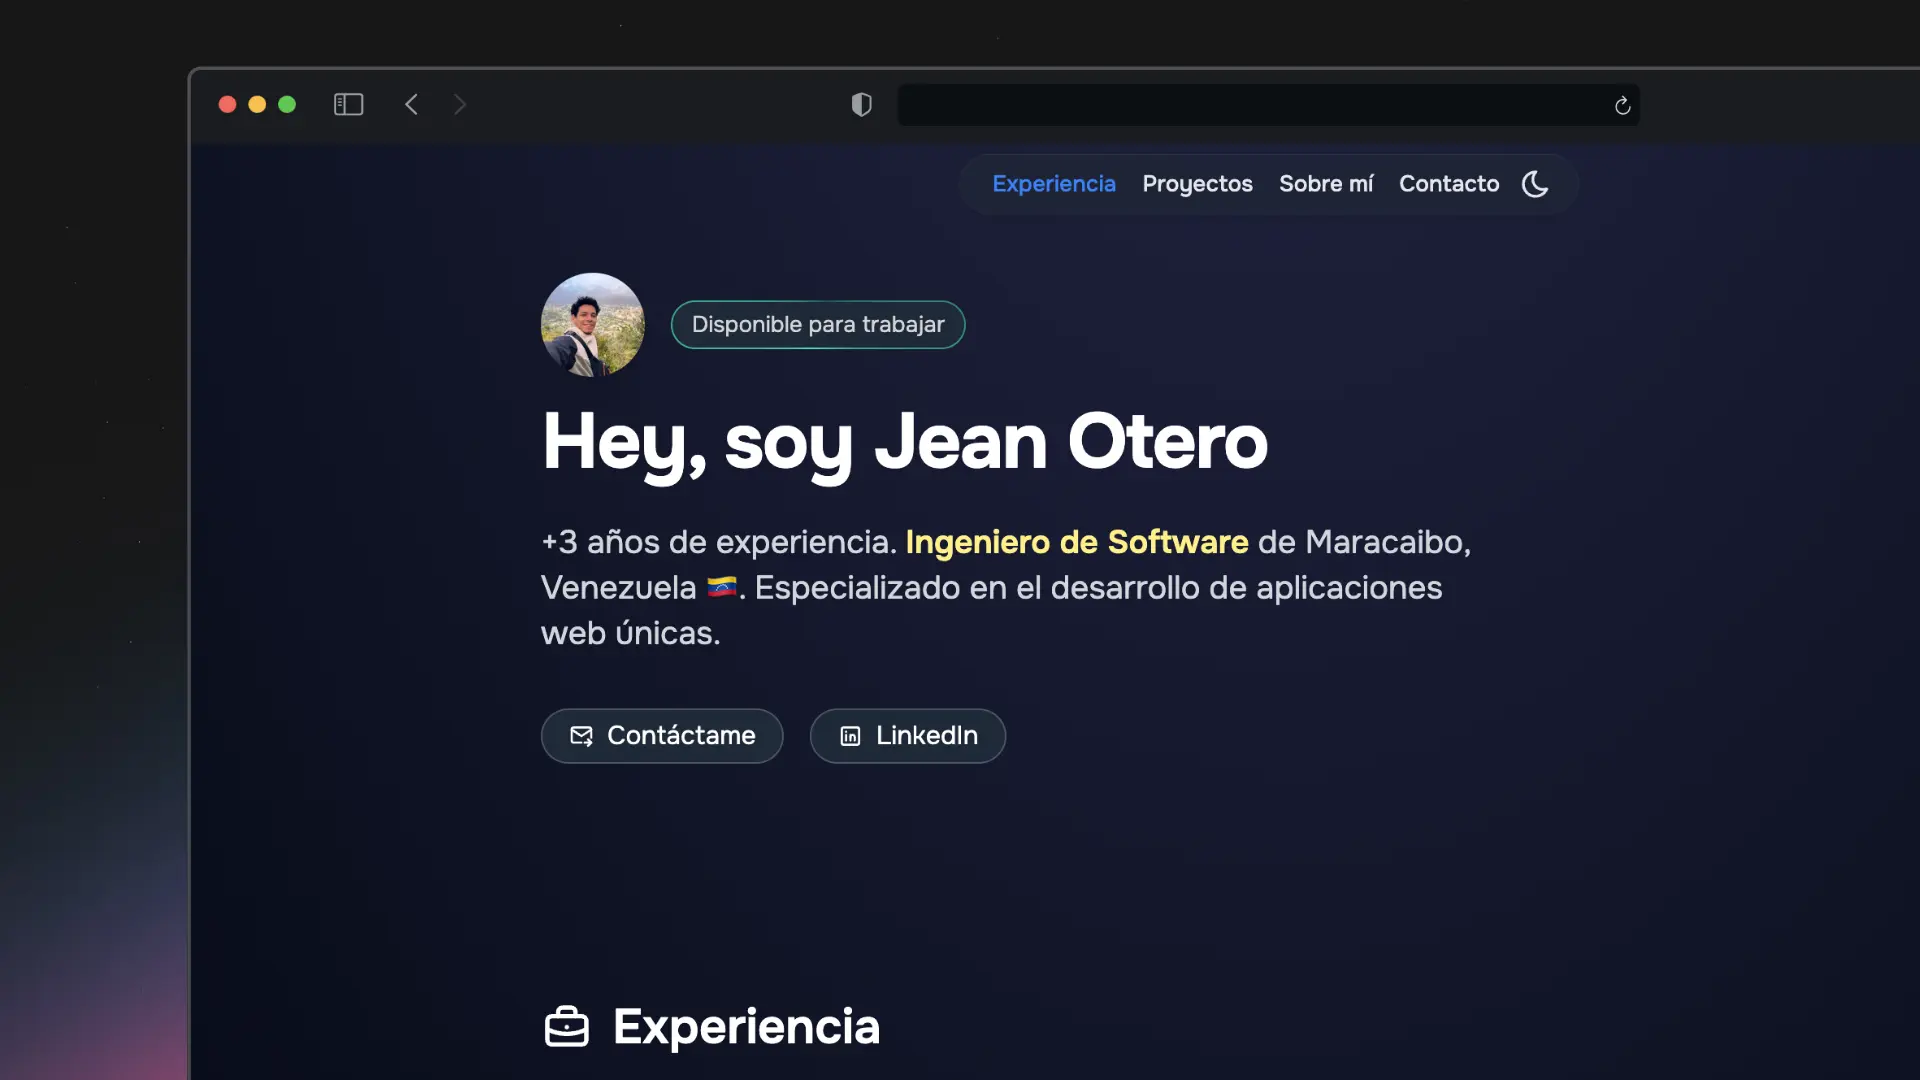 Experiencia Proyectos Sobre mí Contacto
Disponible para trabajar
Hey, soy Jean Otero
+3 años de experiencia. Ingeniero de Software de Maracaibo,
Venezuela 🇻🇪. Especializado en el desarrollo de aplicaciones
web únicas.
Contáctame LinkedIn
Experiencia